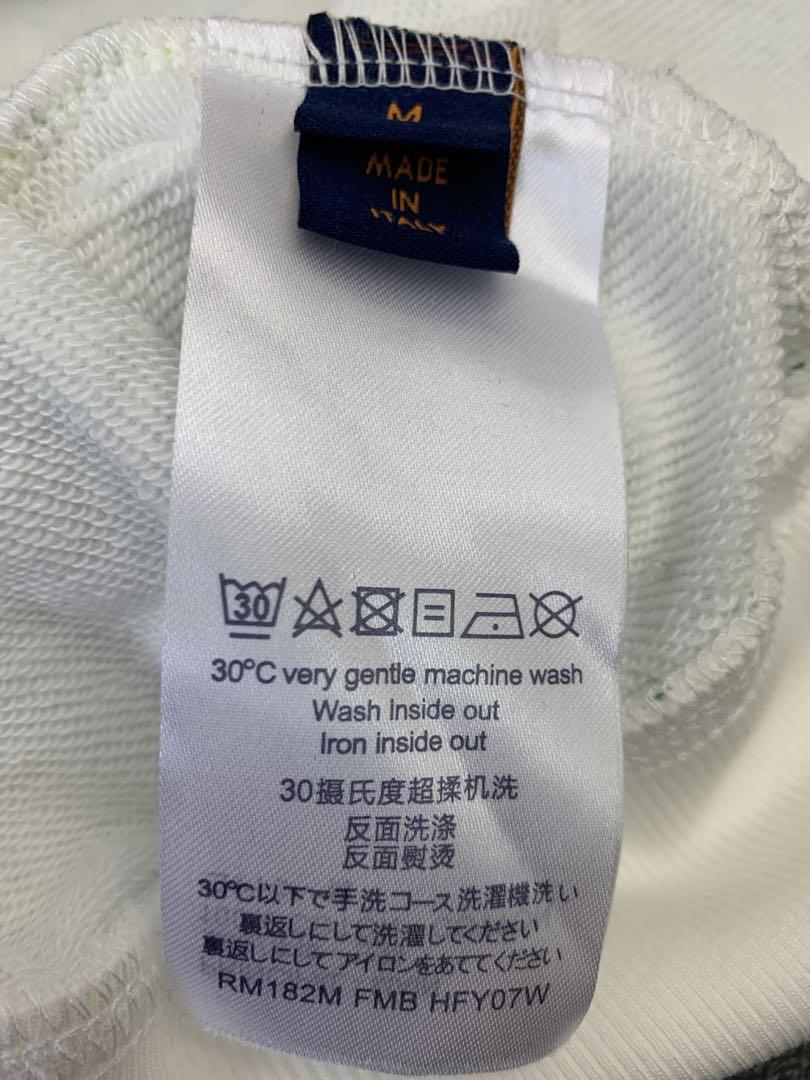 M
MADE
IN
ITALY
30
30°C very gentle machine wash
Wash inside out
Iron inside out
30摄氏度超揉机洗
反面洗涤
反面熨烫
30℃以下で手洗コース洗濯機洗い
裏返しにして洗濯してください
裏返しにしてアイロンをあててください
RM182M FMB HFY07W